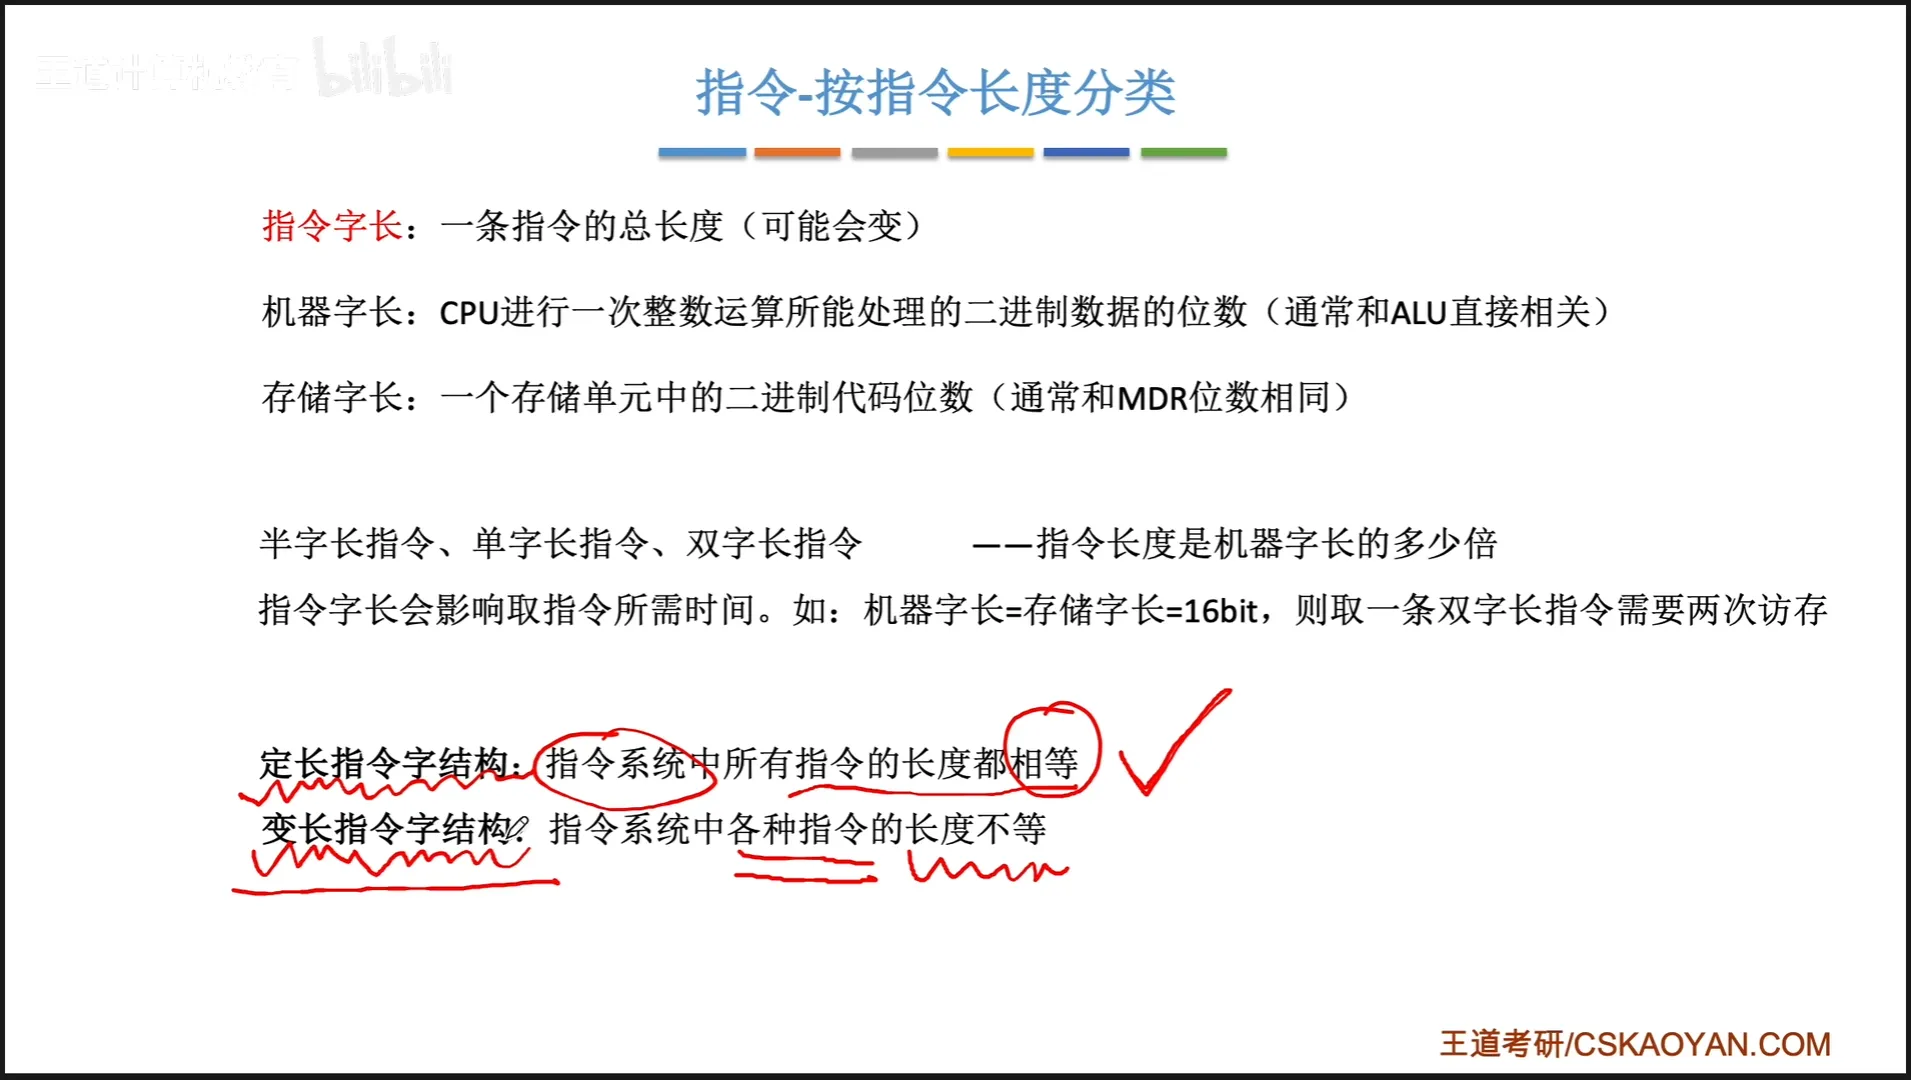 王道计算机教育 bilibili
指令-按指令长度分类
指令字长：一条指令的总长度（可能会变）
机器字长：CPU进行一次整数运算所能处理的二进制数据的位数（通常和ALU直接相关）
存储字长：一个存储单元中的二进制代码位数（通常和MDR位数相同）
半字长指令、单字长指令、双字长指令 ——指令长度是机器字长的多少倍
指令字长会影响取指令所需时间。如：机器字长=存储字长=16bit，则取一条双字长指令需要两次访存
定长指令字结构：指令系统中所有指令的长度都相等
变长指令字结构：指令系统中各种指令的长度不等
王道考研/CSKAOYAN.COM